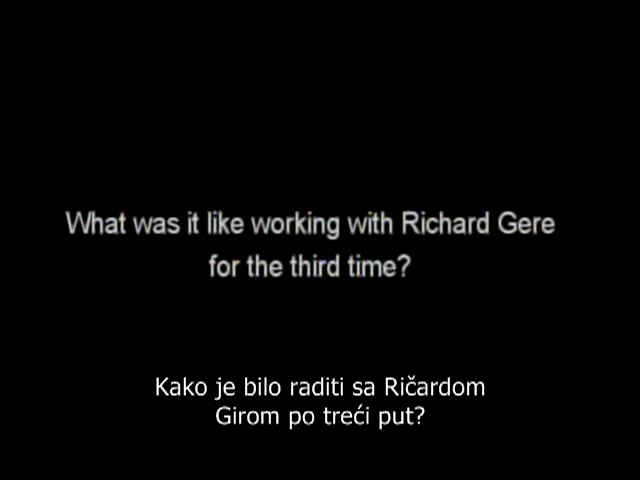 What was it like working with Richard Gere
for the third time?
Kako je bilo raditi sa Ričardom
Girom po treći put?